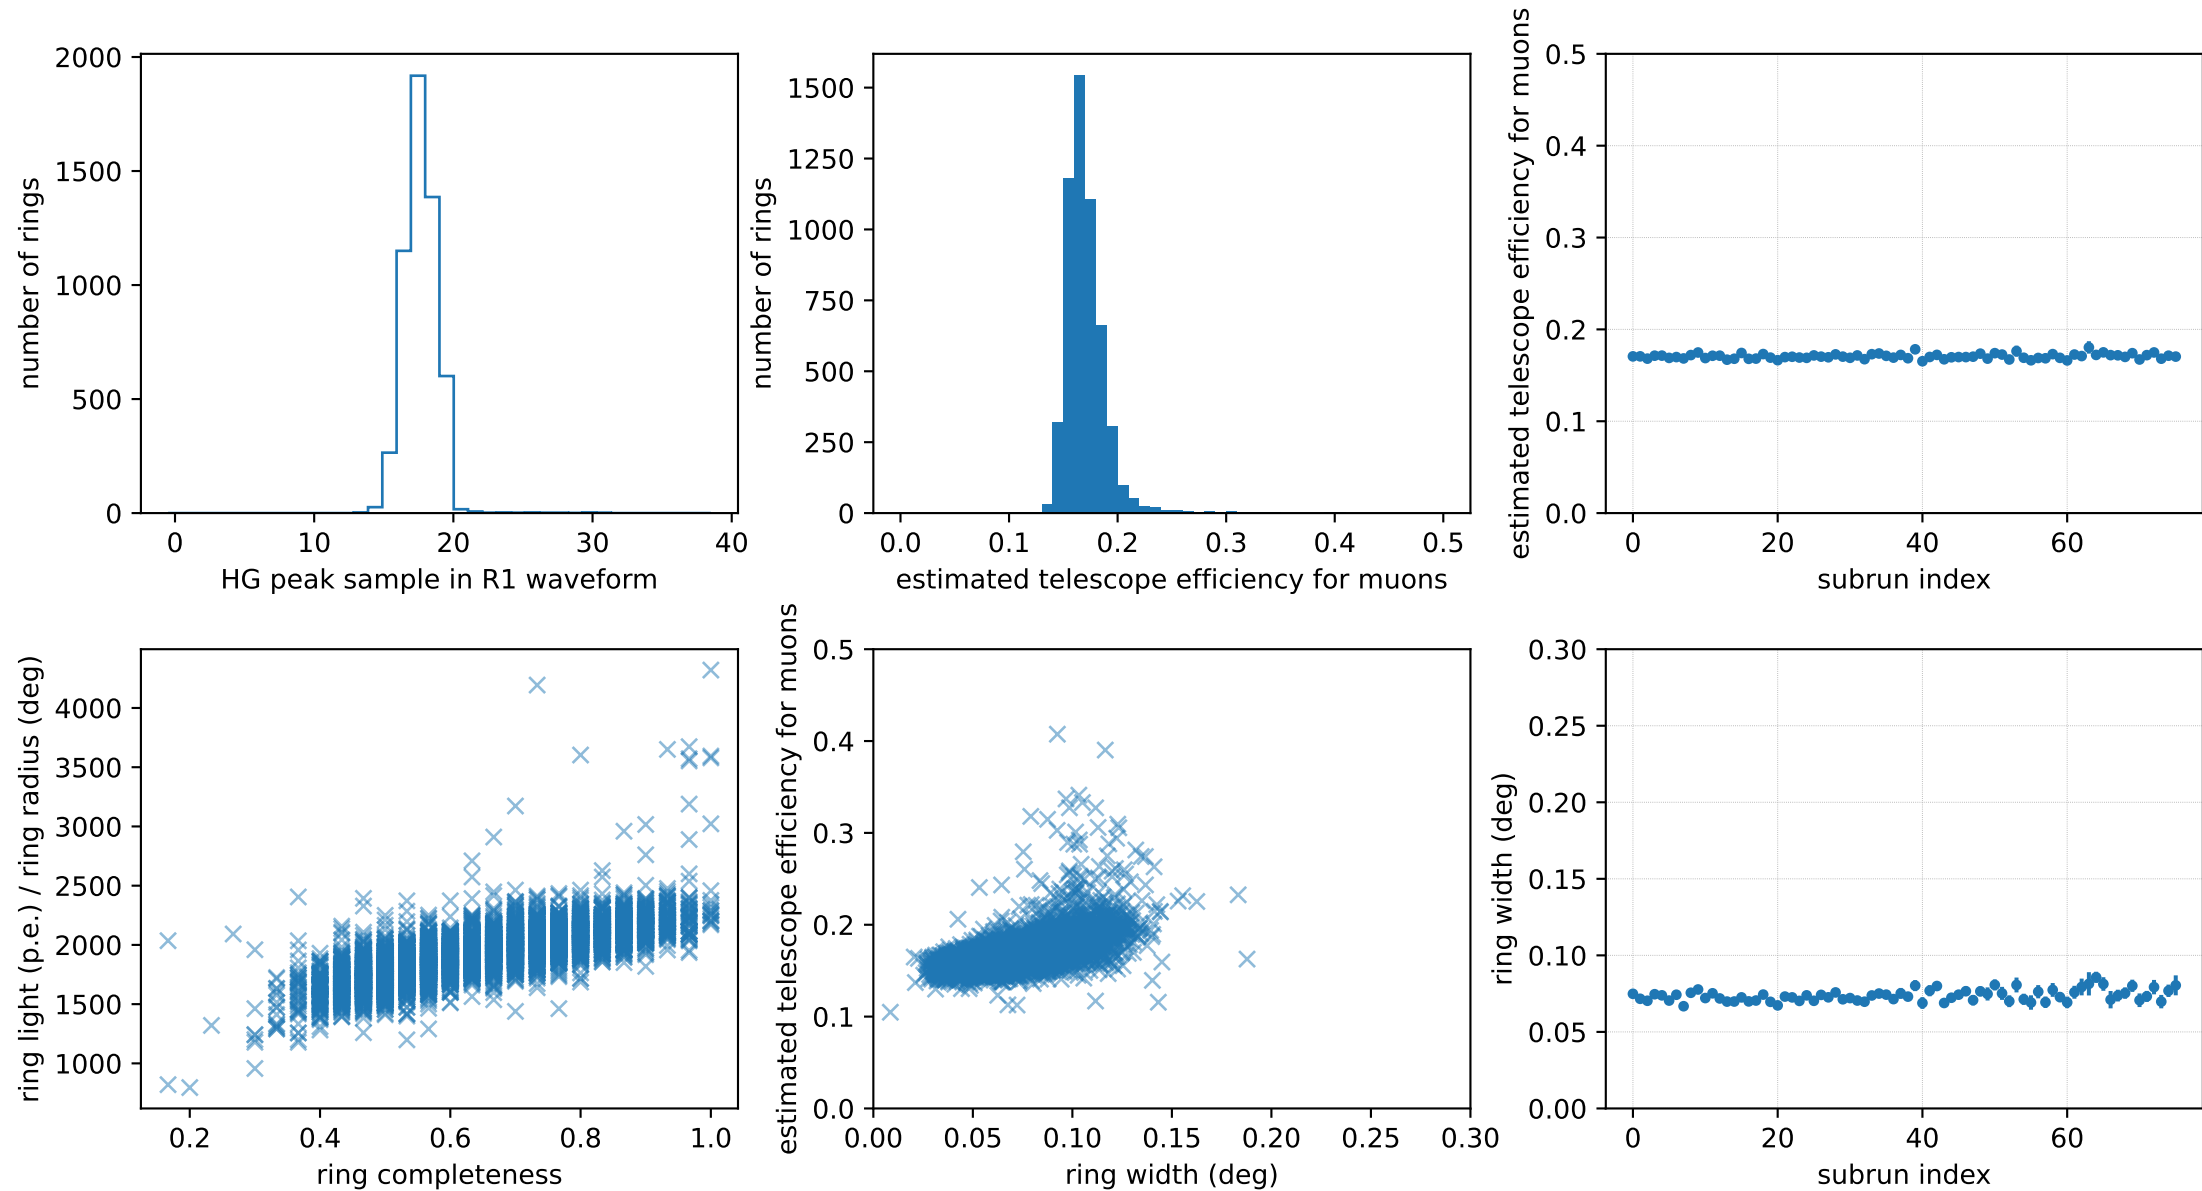 number of rings
2000
1500
1000
500
0
0 10 20 30 40
HG peak sample in R1 waveform
number of rings
1500
1250
1000
750
500
250
0
0.0 0.1 0.2 0.3 0.4 0.5
estimated telescope efficiency for muons
estimated telescope efficiency for muons
0.5
0.4
0.3
0.2
0.1
0.0
0 20 40 60
subrun index
ring light (p.e.) / ring radius (deg)
4000
3500
3000
2500
2000
1500
1000
0.2 0.4 0.6 0.8 1.0
ring completeness
estimated telescope efficiency for muons
0.5
0.4
0.3
0.2
0.1
0.0
0.00 0.05 0.10 0.15 0.20 0.25 0.30
ring width (deg)
ring width (deg)
0.30
0.25
0.20
0.15
0.10
0.05
0.00
0 20 40 60
subrun index